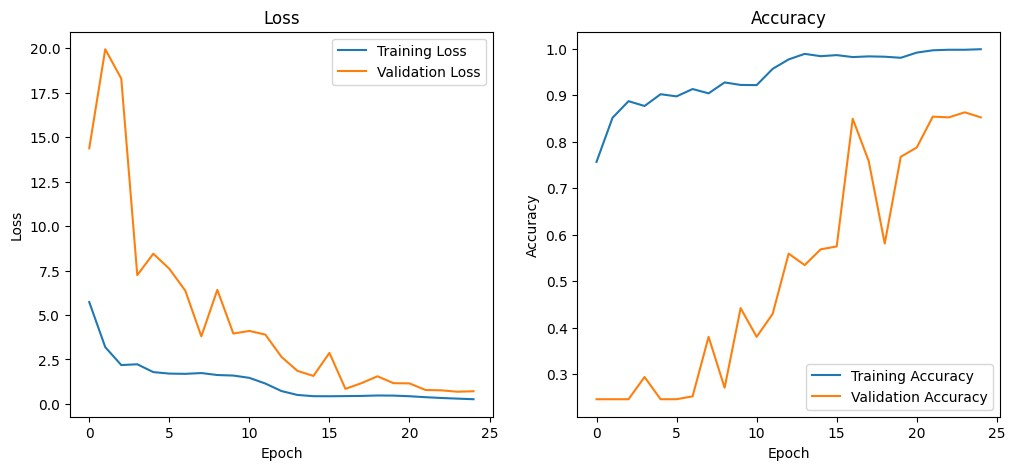 Loss
Training Loss
Validation Loss
20.0
17.5
15.0
12.5
10.0
7.5
5.0
2.5
0.0
Loss
0 5 10 15 20 25
Epoch
Accuracy
1.0
0.9
0.8
0.7
0.6
0.5
0.4
0.3
Accuracy
Training Accuracy
Validation Accuracy
0 5 10 15 20 25
Epoch